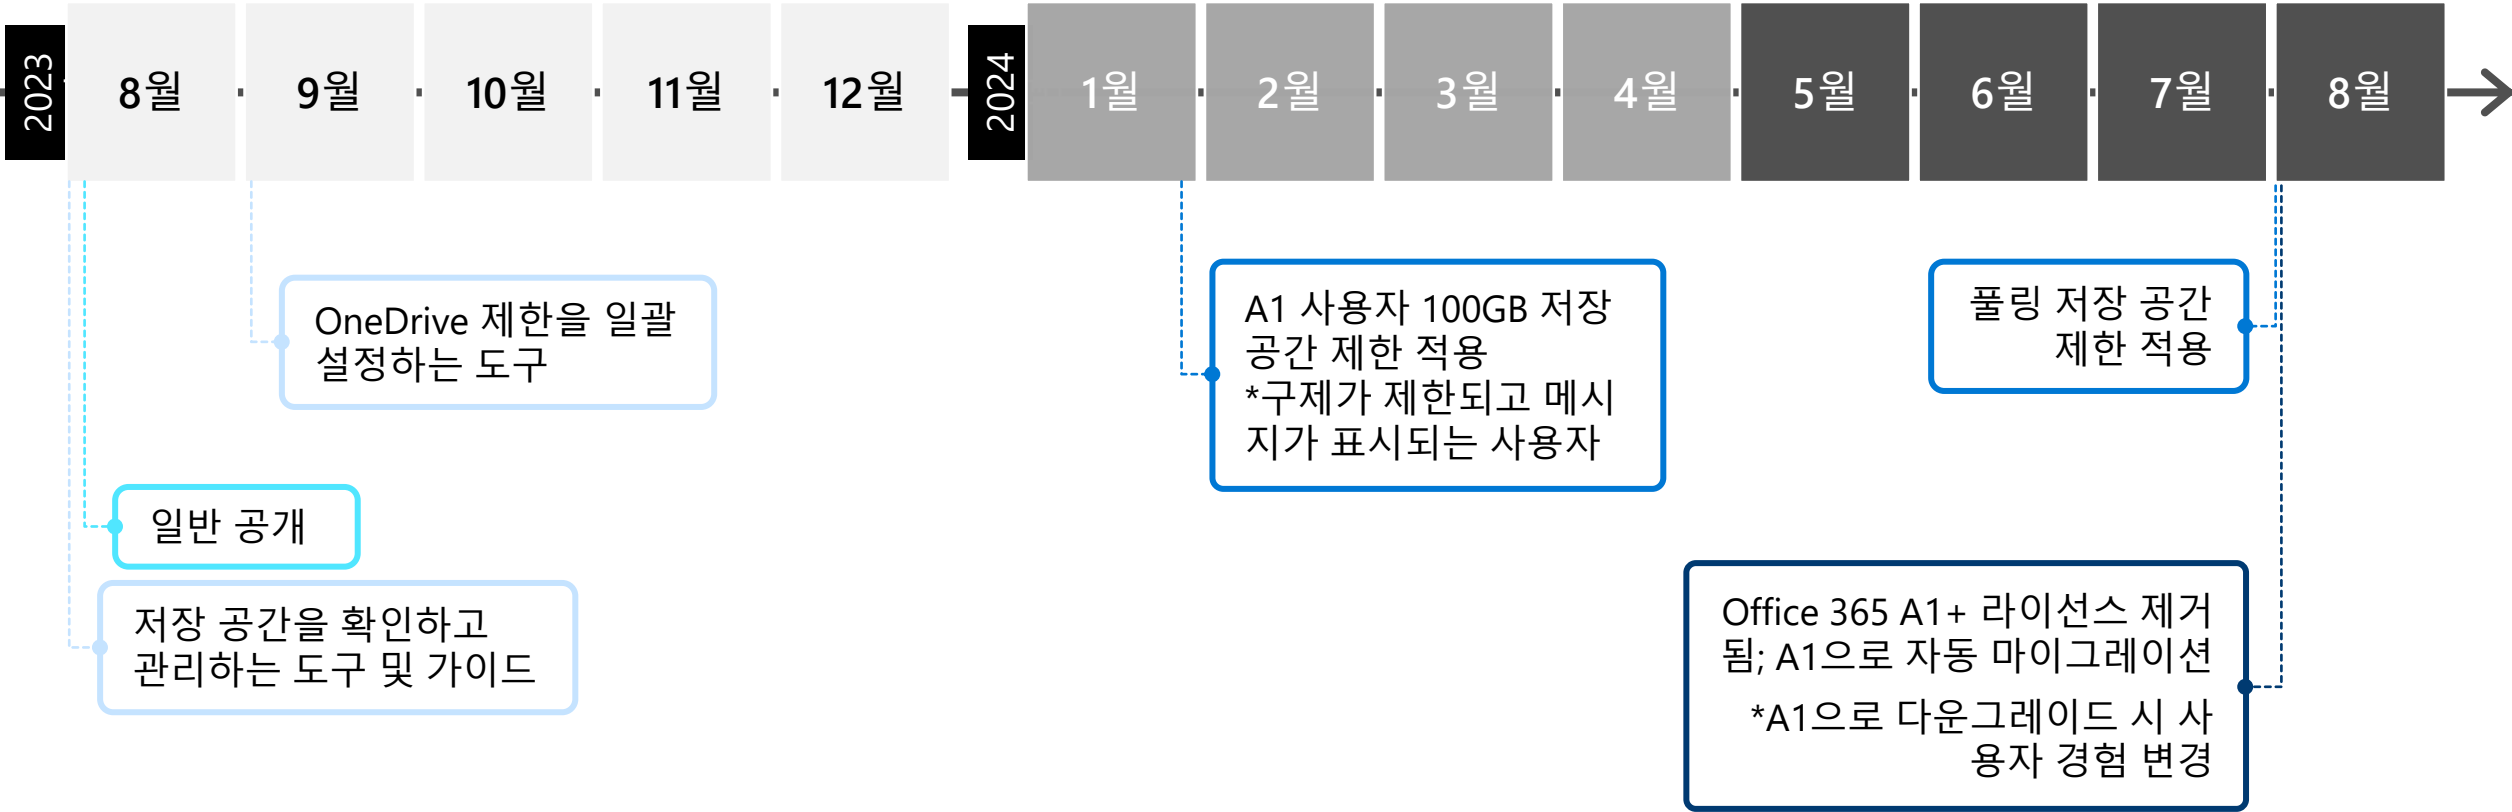 2023
8월
9월
10월
11월
12월
2024
1월
2월
3월
4월
5월
6월
7월
8월
OneDrive 제한을 일괄
설정하는 도구
A1 사용자 100GB 저장
공간 제한 적용
*구제가 제한되고 메시
지가 표시되는 사용자
풀링 저장 공간
제한 적용
일반 공개
저장 공간을 확인하고
관리하는 도구 및 가이드
Office 365 A1+ 라이선스 제거
됨; A1으로 자동 마이그레이션
*A1으로 다운그레이드 시 사
용자 경험 변경